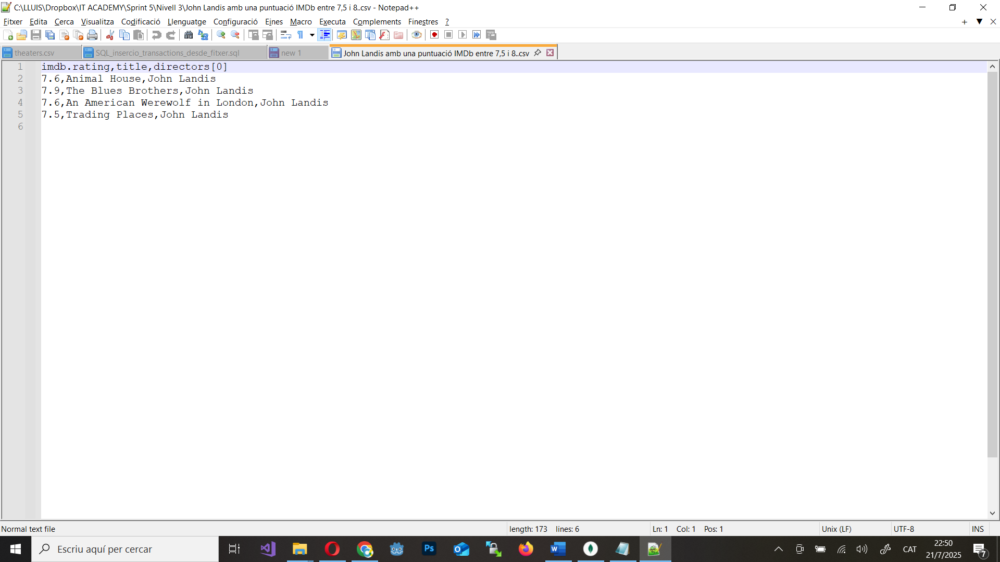 C:\LLUIS\Dropbox\IT ACADEMY\Sprint 5\Nivell 3\John Landis amb una puntuació IMDb entre 7,5 i 8..csv - Notepad++
Fitxer Edita Cerca Visualitza Codificació Llenguatge Configuració Eines Macro Executa Complements Finestres ?
theaters.csv SQL_insercio_transactions_desde_fitxer.sql new 1 John Landis amb una puntuació IMDb entre 7,5 i 8..csv
1 imdb.rating,title,directors[0]
2 7.6,Animal House,John Landis
3 7.9,The Blues Brothers,John Landis
4 7.6,An American Werewolf in London,John Landis
5 7.5,Trading Places,John Landis
6
Normal text file length: 173 lines: 6 Ln: 1 Col: 1 Pos: 1 Unix (LF) UTF-8 INS
Escriu aquí per cercar
Ps
CAT
22:50
21/7/2025
7